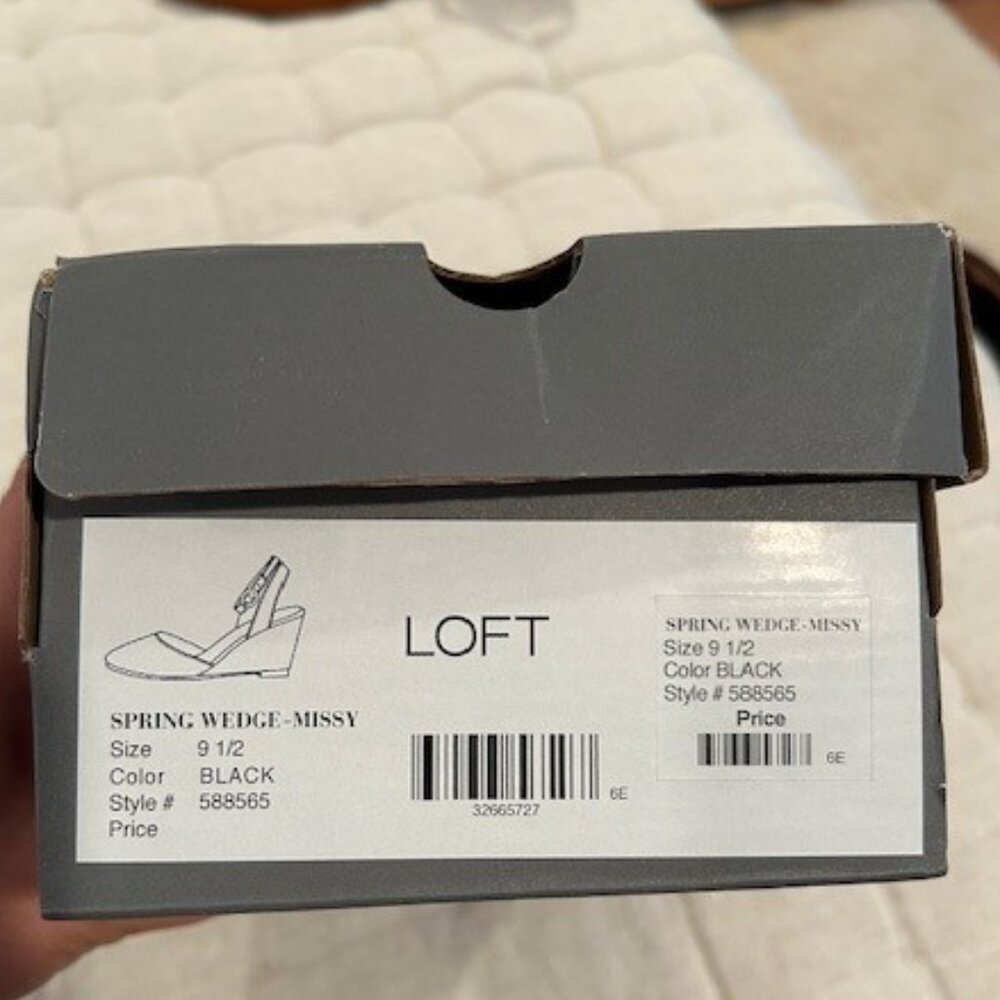 LOFT
SPRING WEDGE-MISSY
Size 9 1/2
Color BLACK
Style # 588565
Price
32665727
6E
SPRING WEDGE-MISSY
Size 9 1/2
Color BLACK
Style # 588565
Price
6E